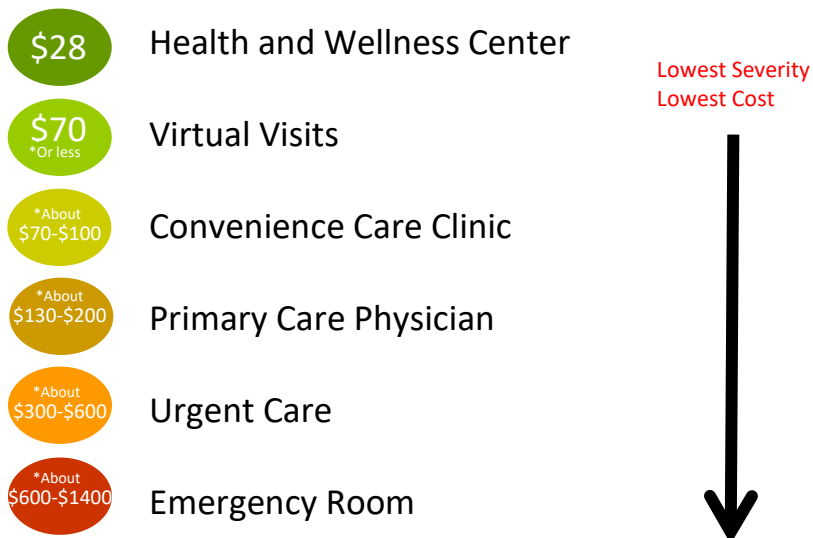 $28
Health and Wellness Center
Lowest Severity
Lowest Cost
$70
*Or less
Virtual Visits
*About
$70-$100
Convenience Care Clinic
*About
$130-$200
Primary Care Physician
*About
$300-$600
Urgent Care
*About
$600-$1400
Emergency Room